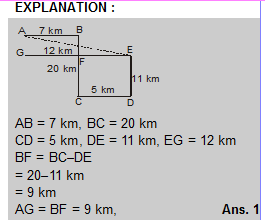 EXPLANATION :
A 7 km B
G 12 km E
F
20 km
11 km
5 km
C D
AB = 7 km, BC = 20 km
CD = 5 km, DE = 11 km, EG = 12 km
BF = BC–DE
= 20–11 km
= 9 km
AG = BF = 9 km, Ans. 1